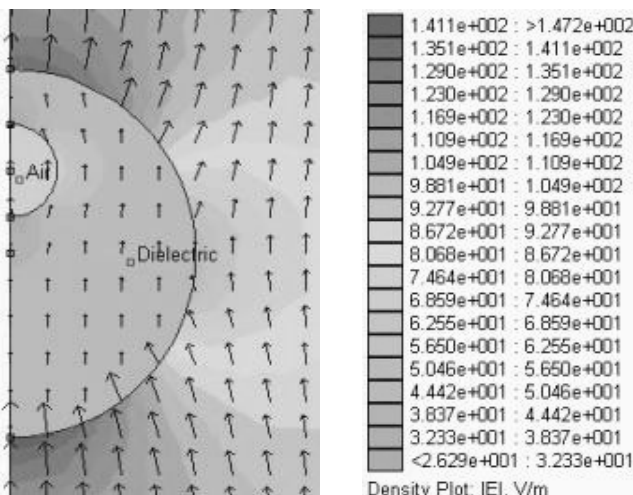 Air
Dielectric
1.411e+002 : >1.472e+002
1.351e+002 : 1.411e+002
1.290e+002 : 1.351e+002
1.230e+002 : 1.290e+002
1.169e+002 : 1.230e+002
1.109e+002 : 1.169e+002
1.049e+002 : 1.109e+002
9.881e+001 : 1.049e+002
9.277e+001 : 9.881e+001
8.672e+001 : 9.277e+001
8.068e+001 : 8.672e+001
7.464e+001 : 8.068e+001
6.859e+001 : 7.464e+001
6.255e+001 : 6.859e+001
5.650e+001 : 6.255e+001
5.046e+001 : 5.650e+001
4.442e+001 : 5.046e+001
3.837e+001 : 4.442e+001
3.233e+001 : 3.837e+001
<2.629e+001 : 3.233e+001
Density Plot: |E|, V/m